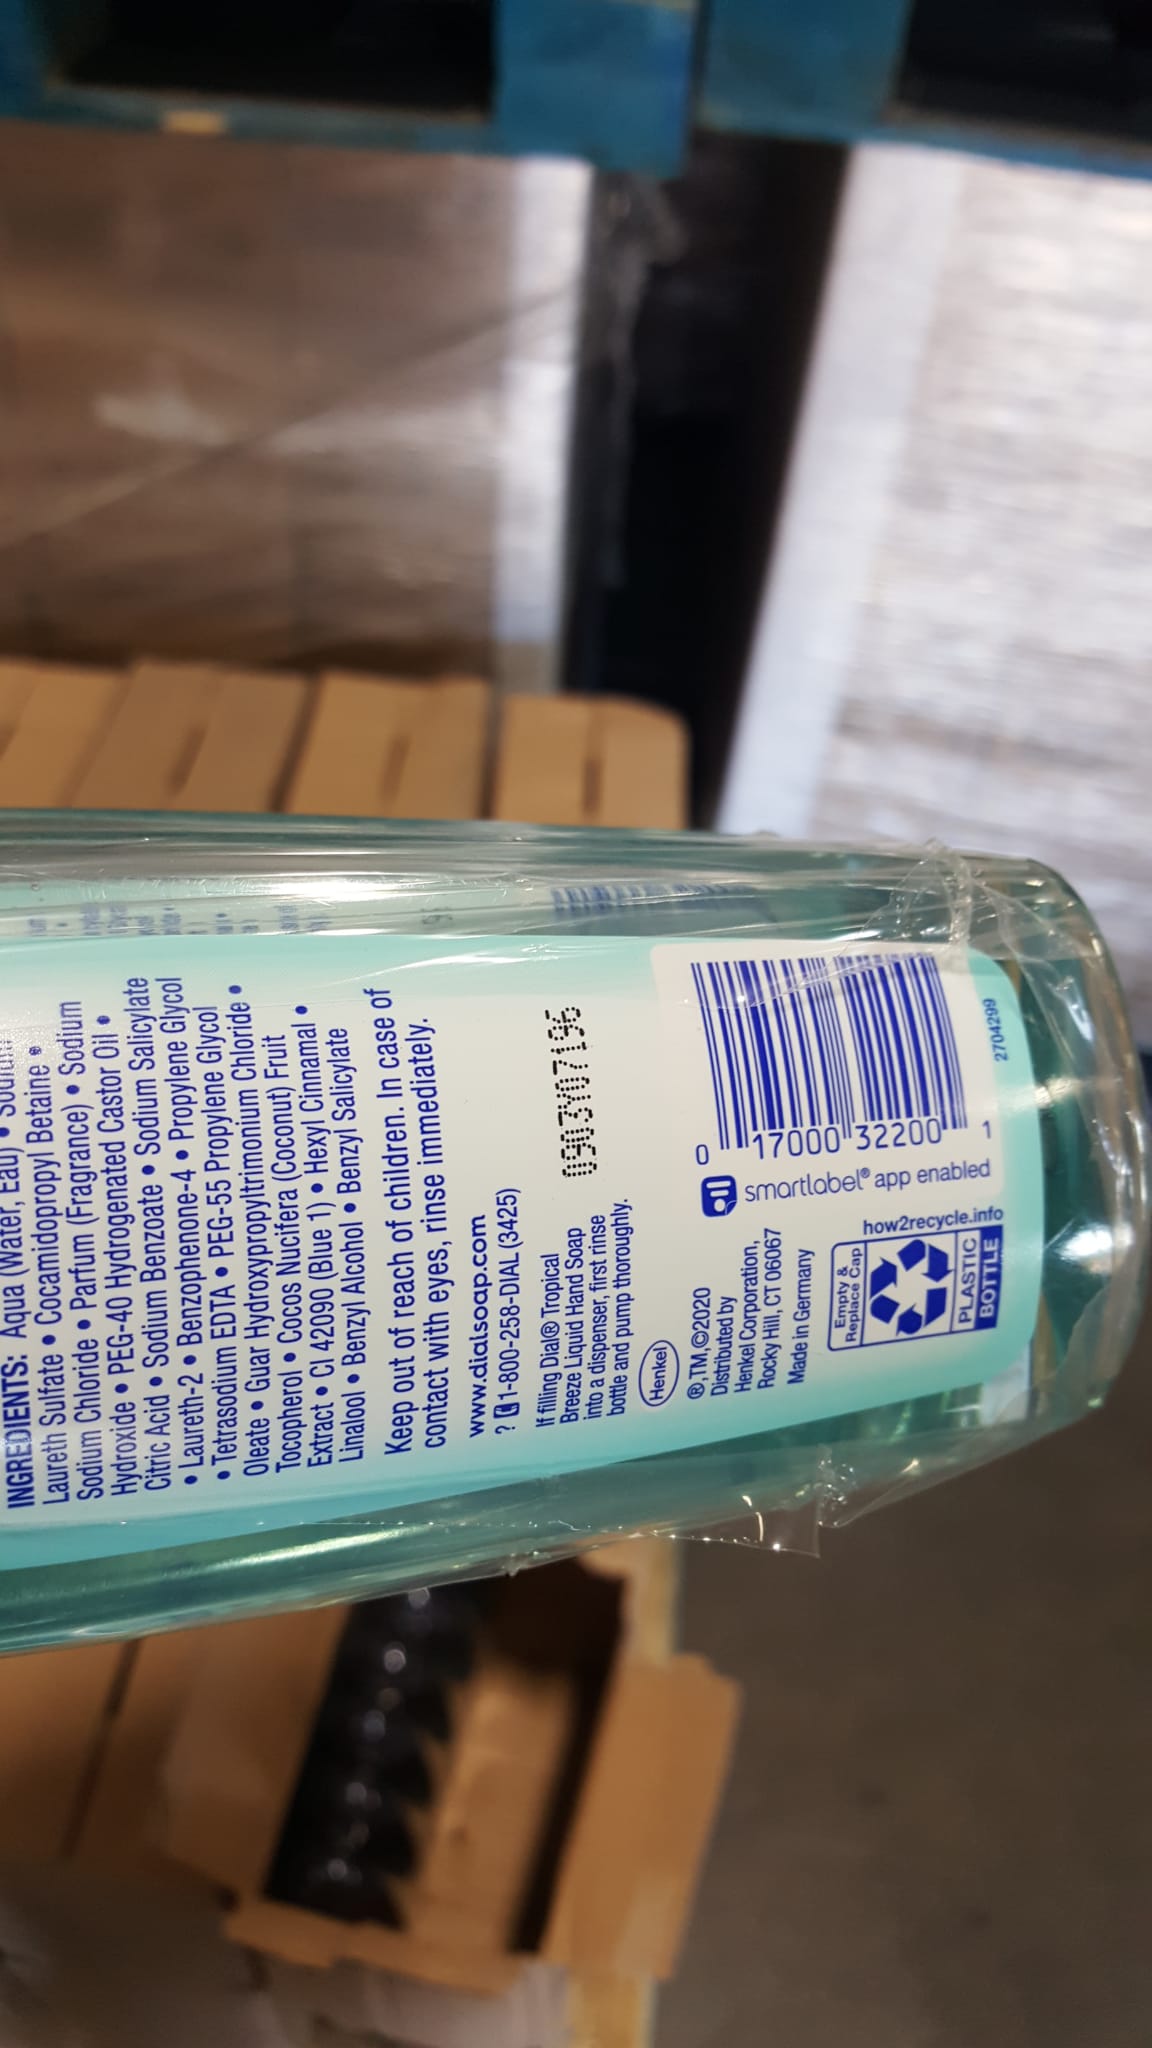 INGREDIENTS: Aqua (Water, Eau) • Sodium
Laureth Sulfate • Cocamidopropyl Betaine •
Sodium Chloride • Parfum (Fragrance) • Sodium
Hydroxide • PEG-40 Hydrogenated Castor Oil •
Citric Acid • Sodium Benzoate • Sodium Salicylate
• Laureth-2 • Benzophenone-4 • Propylene Glycol
• Tetrasodium EDTA • PEG-55 Propylene Glycol
Oleate • Guar Hydroxypropyltrimonium Chloride •
Tocopherol • Cocos Nucifera (Coconut) Fruit
Extract • CI 42090 (Blue 1) • Hexyl Cinnamal •
Linalool • Benzyl Alcohol • Benzyl Salicylate
Keep out of reach of children. In case of
contact with eyes, rinse immediately.
www.dialsoap.com
? 1-800-258-DIAL (3425)
If filling Dial® Tropical
Breeze Liquid Hand Soap
into a dispenser, first rinse
bottle and pump thoroughly.
0903Y07196
Henkel
®,TM,©2020
Distributed by
Henkel Corporation,
Rocky Hill, CT 06067
Made in Germany
0 17000 32200 1
smartlabel® app enabled
how2recycle.info
Empty &
Replace Cap
PLASTIC
BOTTLE
2704299